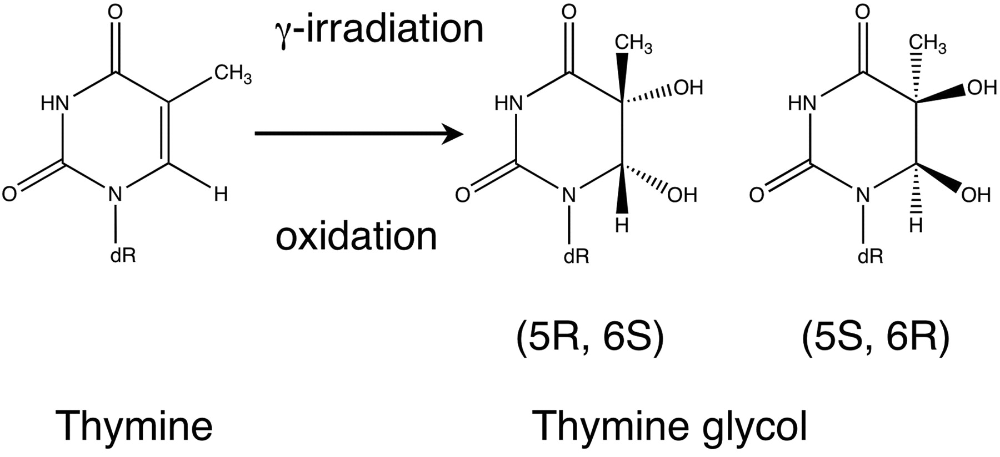 O
CH₃
HN
O
N
H
dR
γ-irradiation
oxidation
O
CH₃
OH
HN
O
N
OH
H
dR
O
CH₃
OH
HN
O
N
OH
H
dR
(5R, 6S)
(5S, 6R)
Thymine
Thymine glycol